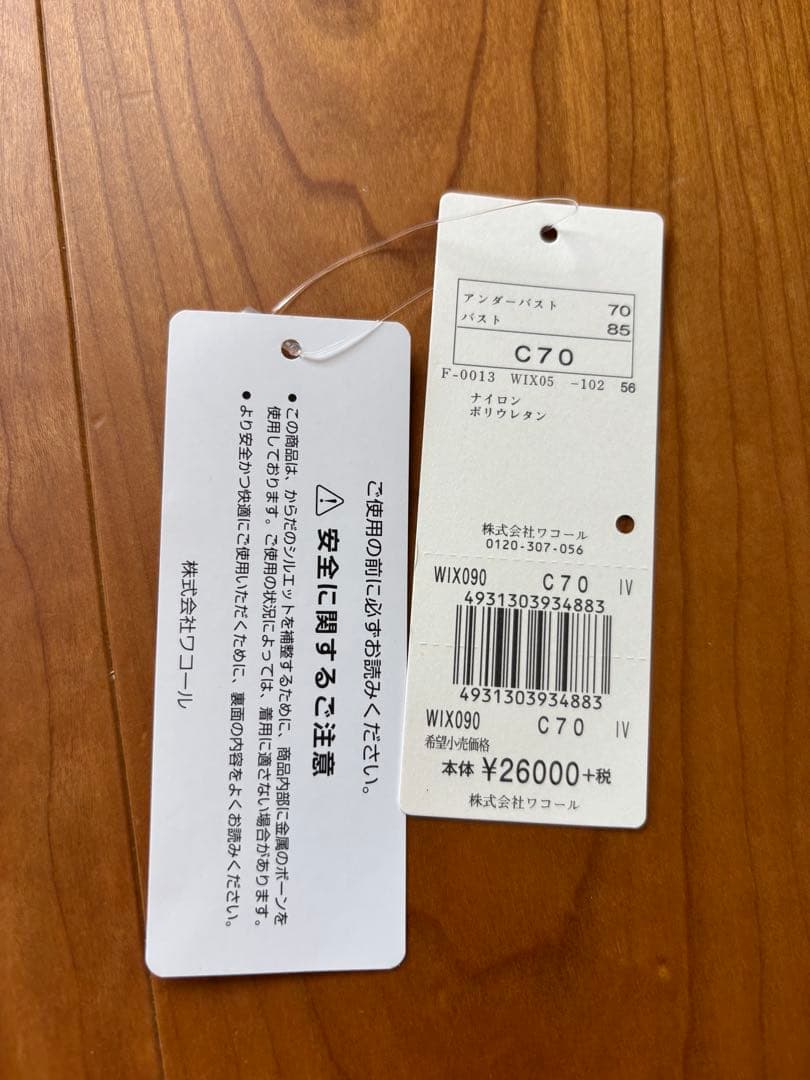 ご使用の前に必ずお読みください。
安全に関するご注意
●この商品は、からだのシルエットを補整するために、商品内部に金属のボーンを
使用しております。ご使用の状況によっては、着用に適さない場合があります。
●より安全かつ快適にご使用いただくために、裏面の内容をよくお読みください。
株式会社ワコール
アンダーバスト 70
バスト 85
C70
F-0013 WIX05 -102 56
ナイロン
ポリウレタン
株式会社ワコール
0120-307-056
WIX090 C70 IV
4931303934883
4931303934883
WIX090 C70 IV
希望小売価格
本体 ¥26000+税
株式会社ワコール